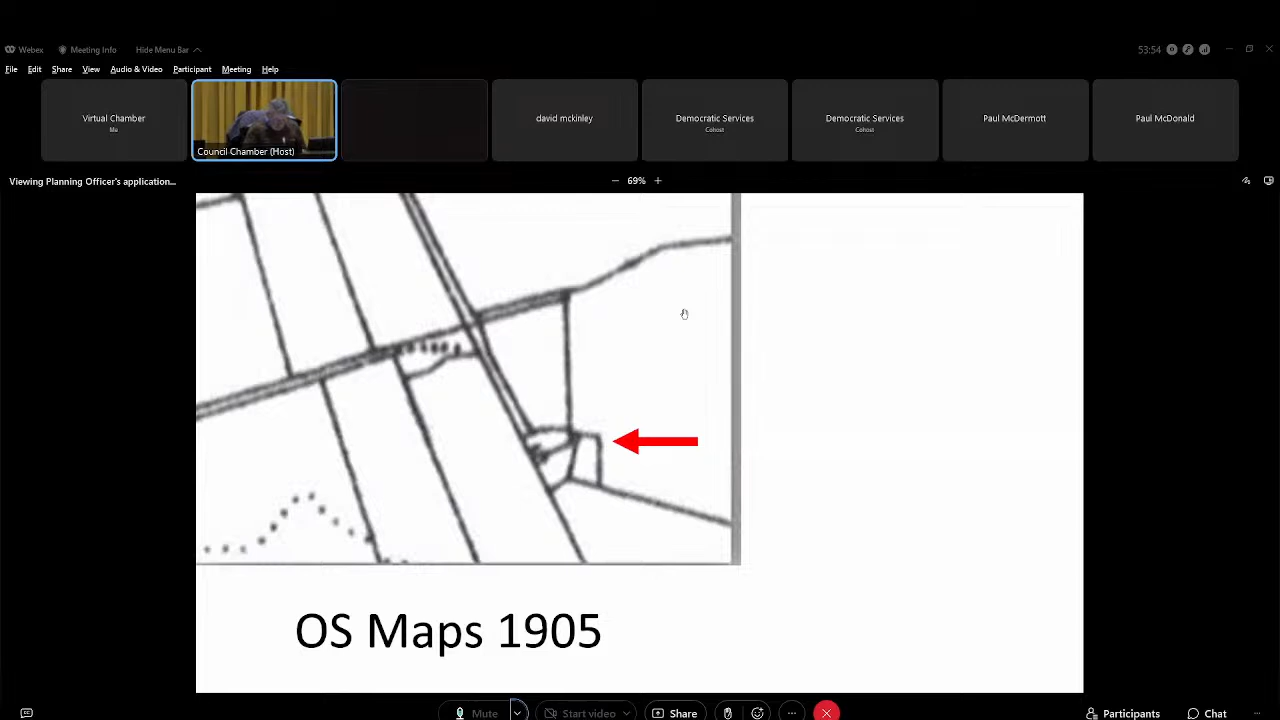 Webex Meeting Info Hide Menu Bar 53:54
File Edit Share View Audio & Video Participant Meeting Help
Virtual Chamber
Me
Council Chamber (Host)
david mckinley
Democratic Services
Cohost
Democratic Services
Cohost
Paul McDermott
Paul McDonald
Viewing Planning Officer's application... 69%
OS Maps 1905
Mute Start video Share Participants Chat